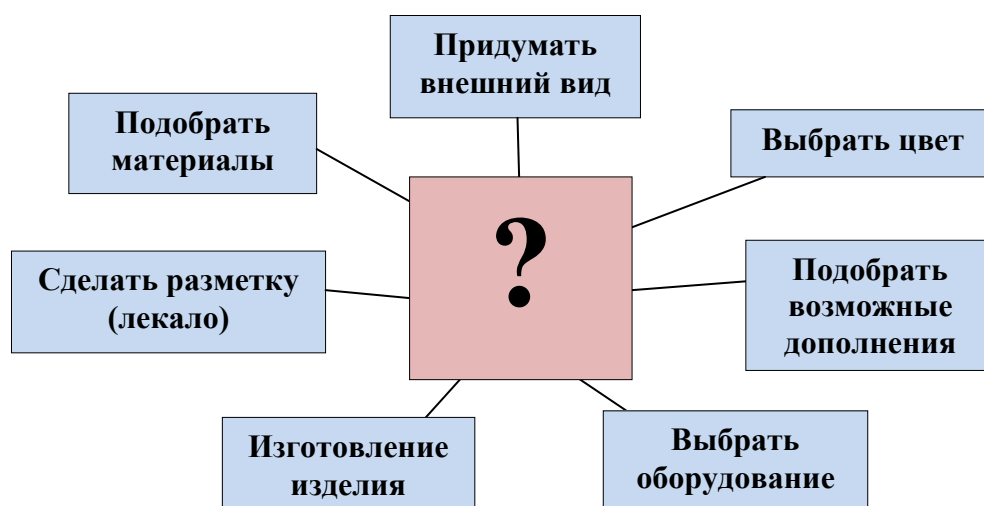 Придумать
внешний вид
Подобрать
материалы
Выбрать цвет
?
Сделать разметку
(лекало)
Подобрать
возможные
дополнения
Изготовление
изделия
Выбрать
оборудование